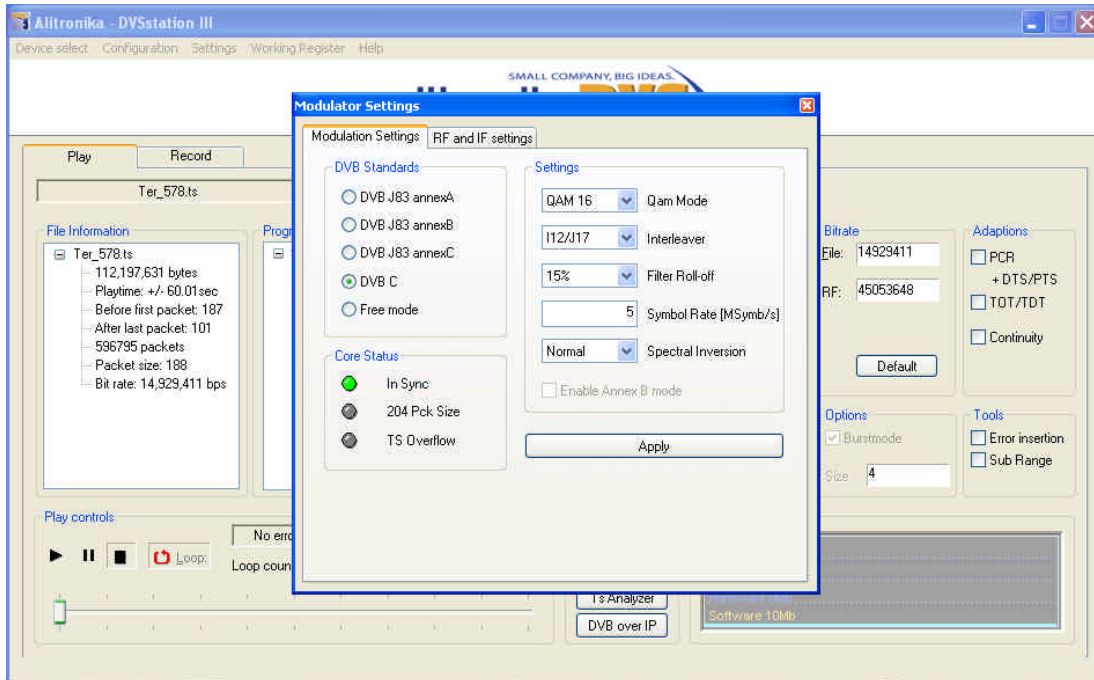 Alitronika - DVSstation III
Device select Configuration Settings Working Register Help
SMALL COMPANY, BIG IDEAS.
Play Record
Ter_578.ts
File Information
Ter_578.ts
112,197,631 bytes
Playtime: +/- 60.01sec
Before first packet: 187
After last packet: 101
596795 packets
Packet size: 188
Bit rate: 14,929,411 bps
Modulator Settings
Modulation Settings RF and IF settings
DVB Standards
DVB J83 annexA
DVB J83 annexB
DVB J83 annexC
DVB C
Free mode
Core Status
In Sync
204 Pck Size
TS Overflow
Settings
QAM 16 Qam Mode
I12/J17 Interleaver
15% Filter Roll-off
5 Symbol Rate [MSymb/s]
Normal Spectral Inversion
Enable Annex B mode
Apply
Bitrate
File: 14929411
RF: 45053648
Default
Adaptions
PCR
+ DTS/PTS
TOT/TDT
Continuity
Options
Burstmode
Size 4
Tools
Error insertion
Sub Range
Play controls
Loop:
No
Loop
Ts Analyzer
DVB over IP
Software 10Mb